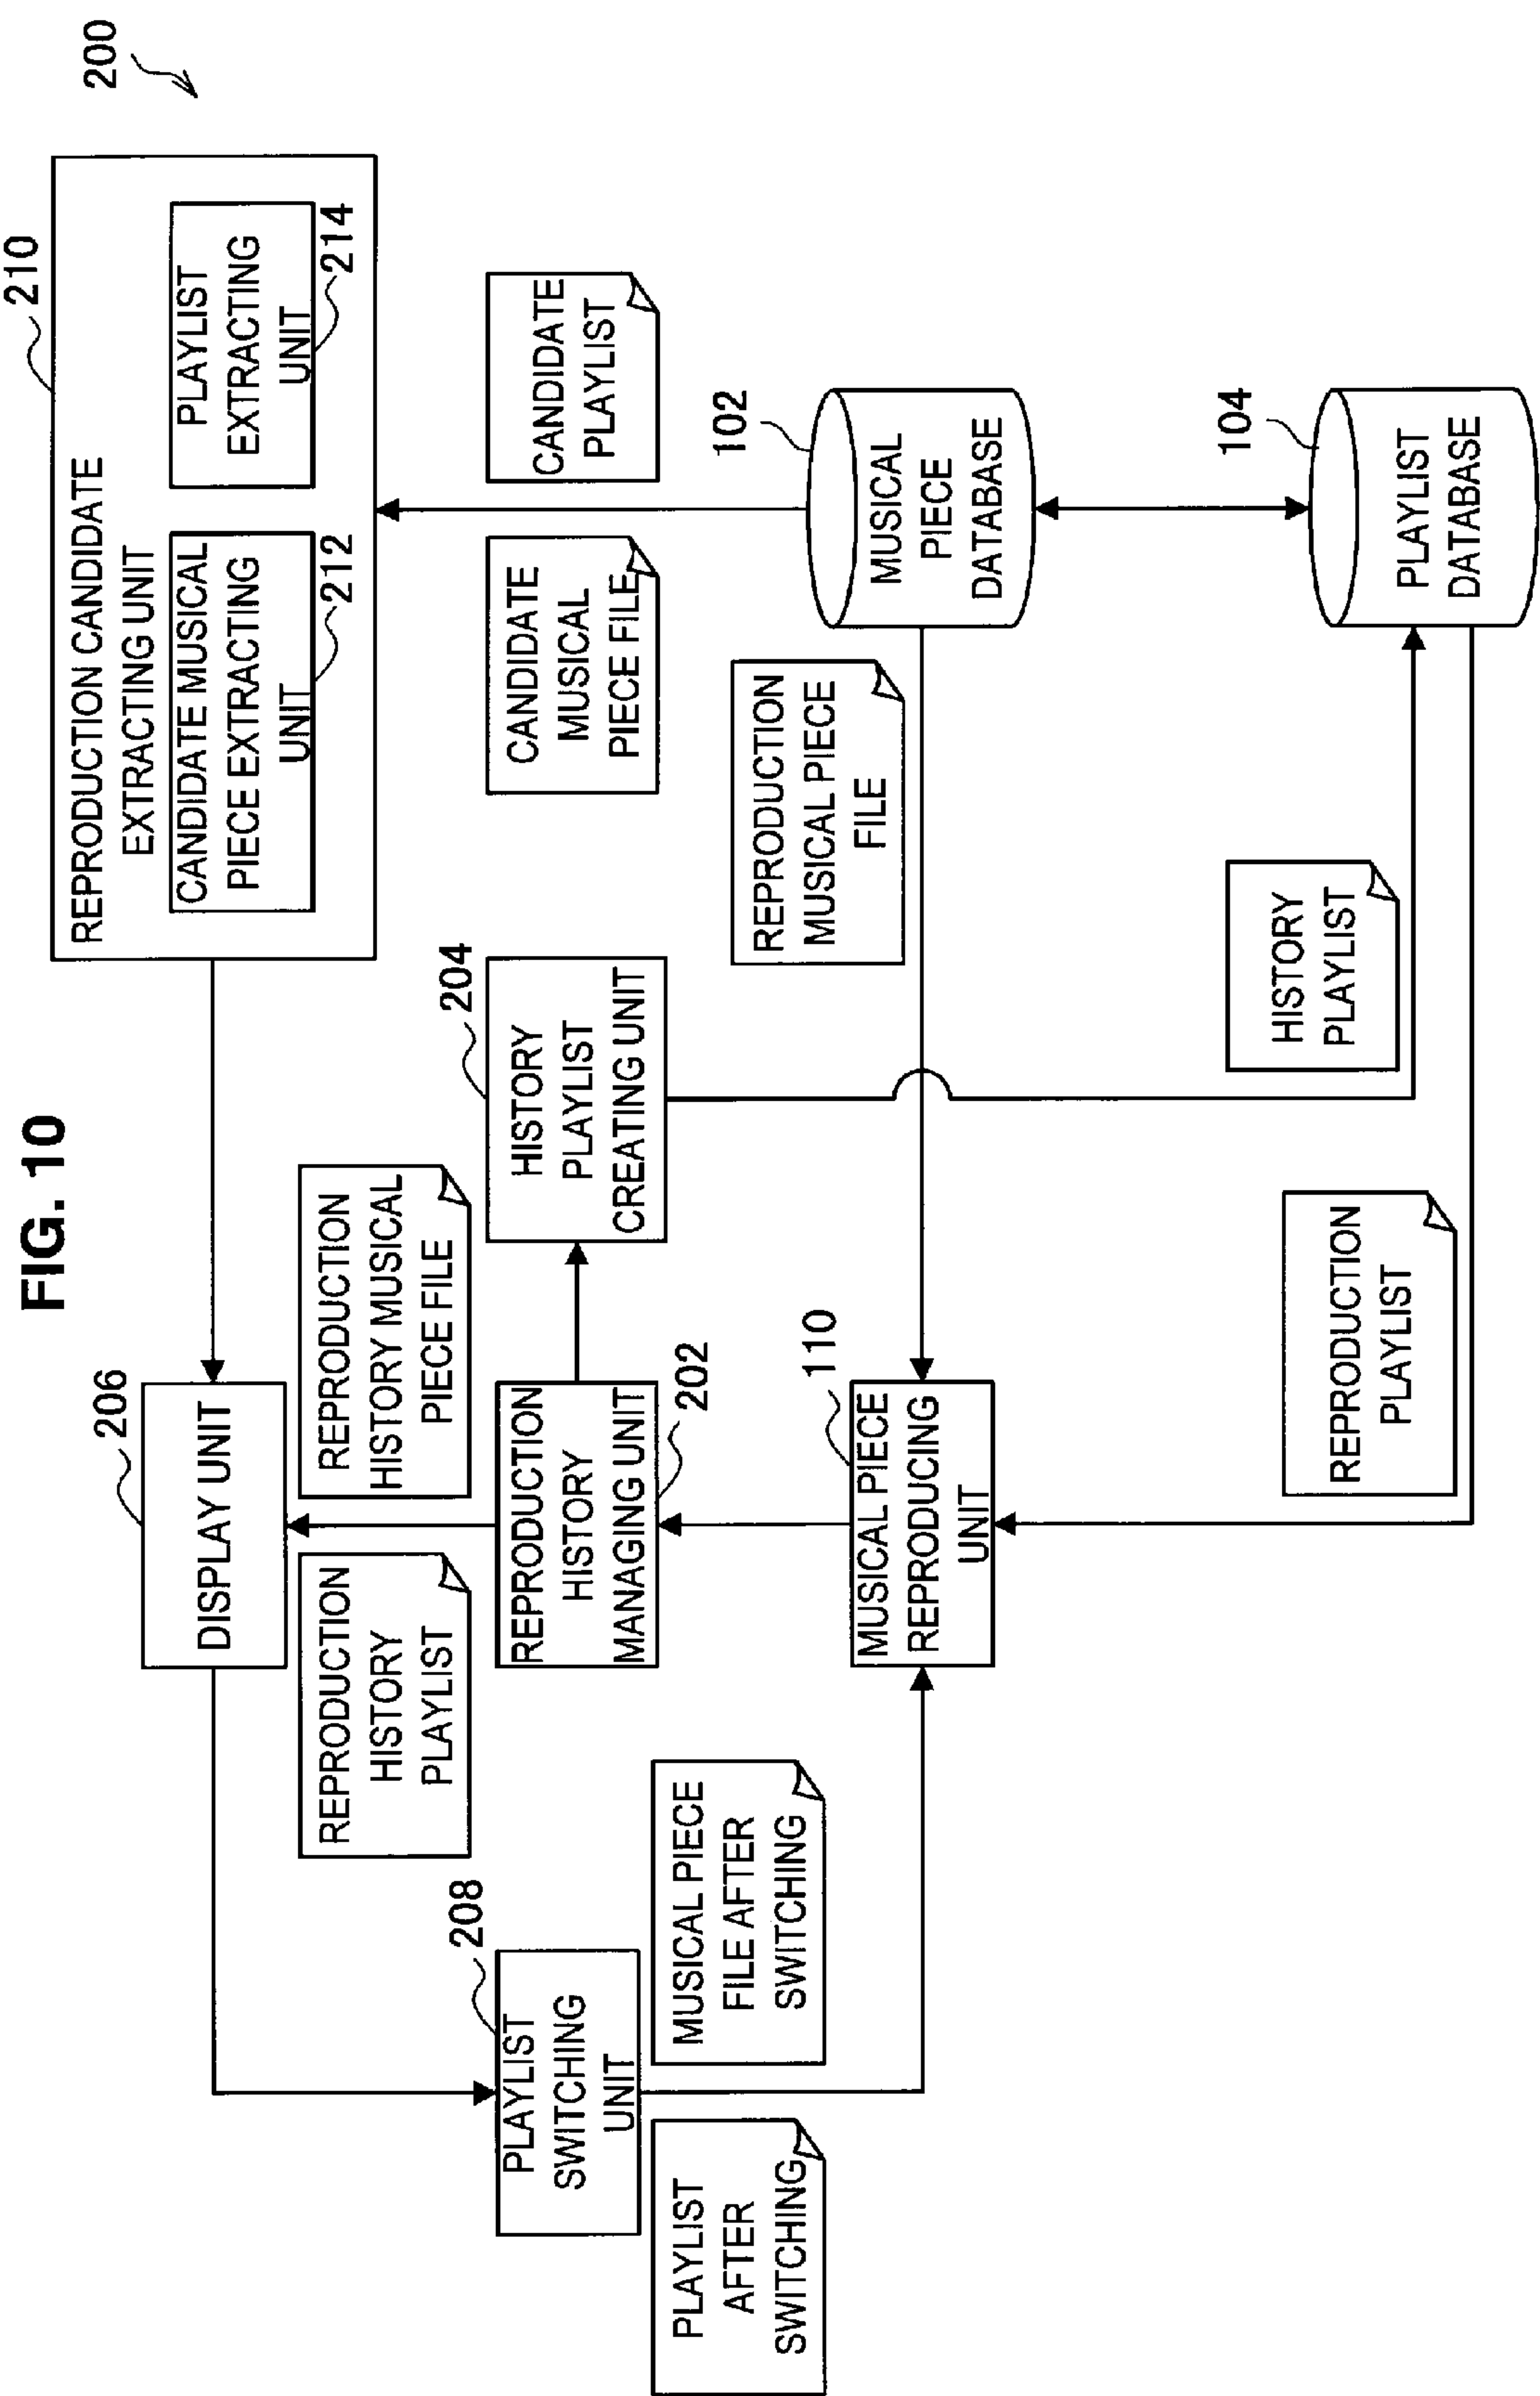 FIG. 10
200
206
DISPLAY UNIT
210
REPRODUCTION CANDIDATE
EXTRACTING UNIT
CANDIDATE MUSICAL
PIECE EXTRACTING
UNIT
212
PLAYLIST
EXTRACTING
UNIT
214
REPRODUCTION
HISTORY
PLAYLIST
REPRODUCTION
HISTORY MUSICAL
PIECE FILE
208
PLAYLIST
SWITCHING
UNIT
REPRODUCTION
HISTORY
MANAGING UNIT
202
204
HISTORY
PLAYLIST
CREATING UNIT
CANDIDATE
MUSICAL
PIECE FILE
CANDIDATE
PLAYLIST
PLAYLIST
AFTER
SWITCHING
MUSICAL PIECE
FILE AFTER
SWITCHING
110
MUSICAL PIECE
REPRODUCING
UNIT
REPRODUCTION
MUSICAL PIECE
FILE
102
MUSICAL
PIECE
DATABASE
HISTORY
PLAYLIST
REPRODUCTION
PLAYLIST
104
PLAYLIST
DATABASE